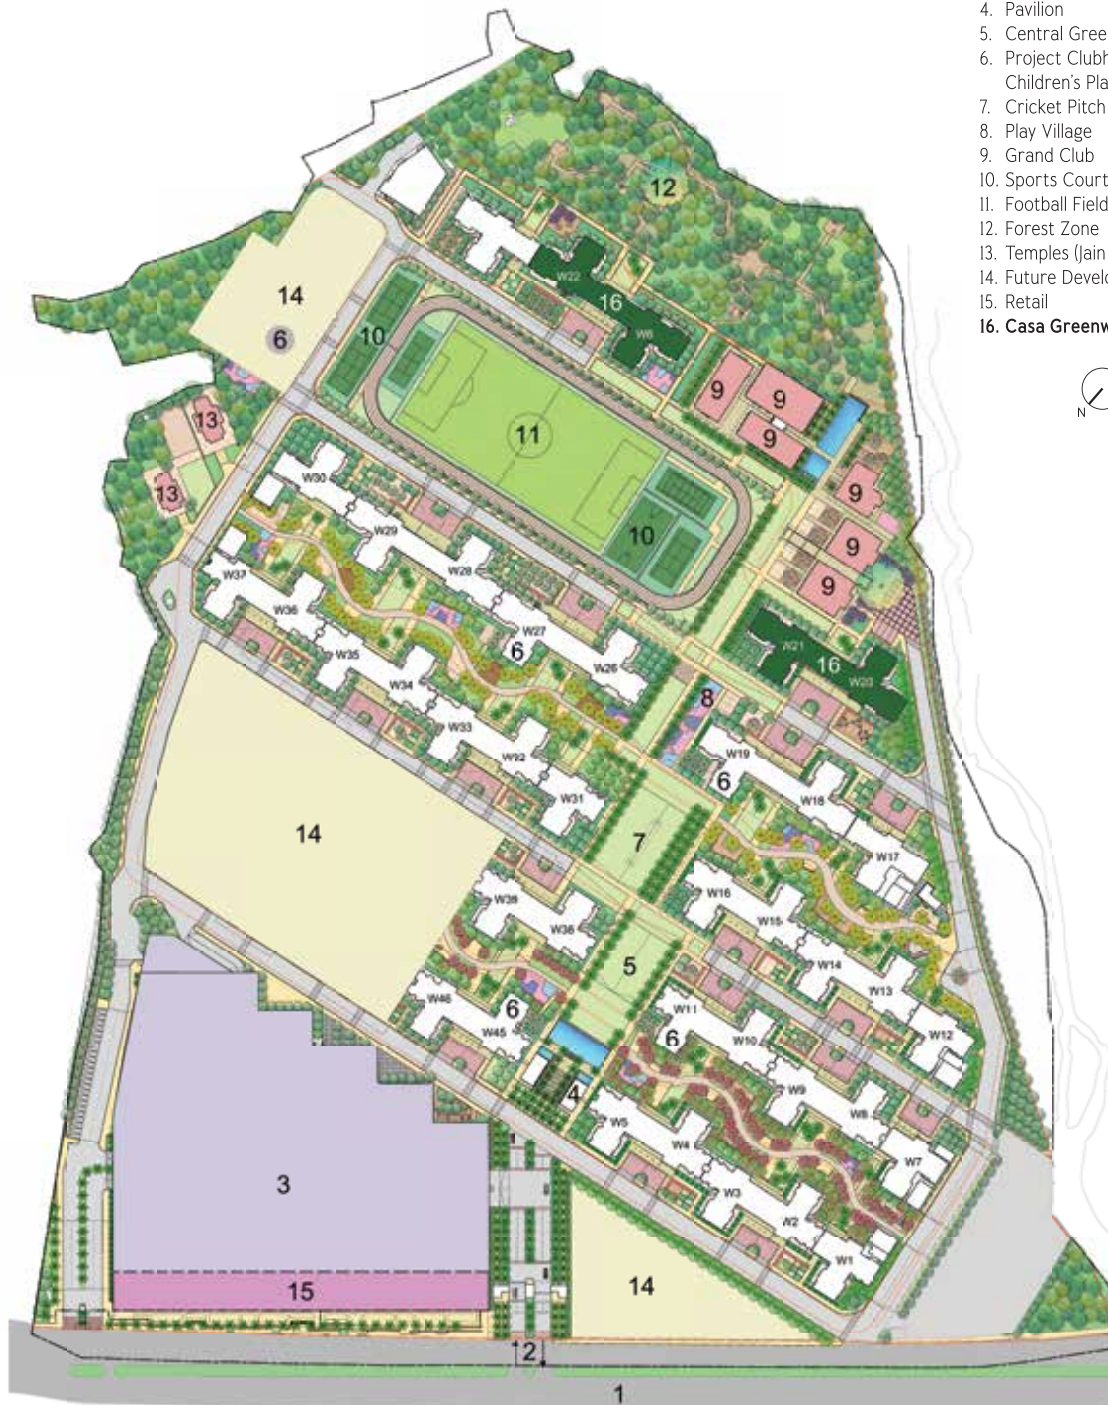 4. Pavilion
5. Central Gree
6. Project Clubh
Children's Pla
7. Cricket Pitch
8. Play Village
9. Grand Club
10. Sports Court
11. Football Field
12. Forest Zone
13. Temples (Jain
14. Future Develo
15. Retail
16. Casa Greenw
N
12
W22
14
16
10
W6
6
9
9
9
11
13
13
W30
9
W29
10
9
W28
9
W37
W27
W36
6
W26
W21
16
W20
W35
W34
8
W33
W19
W32
6
W31
W18
14
7
W17
W39
W16
W38
W15
5
W14
W46
6
W13
W45
W11
6
W10
W12
4
W9
W8
W5
W4
W7
3
W3
W2
W1
15
14
2
1